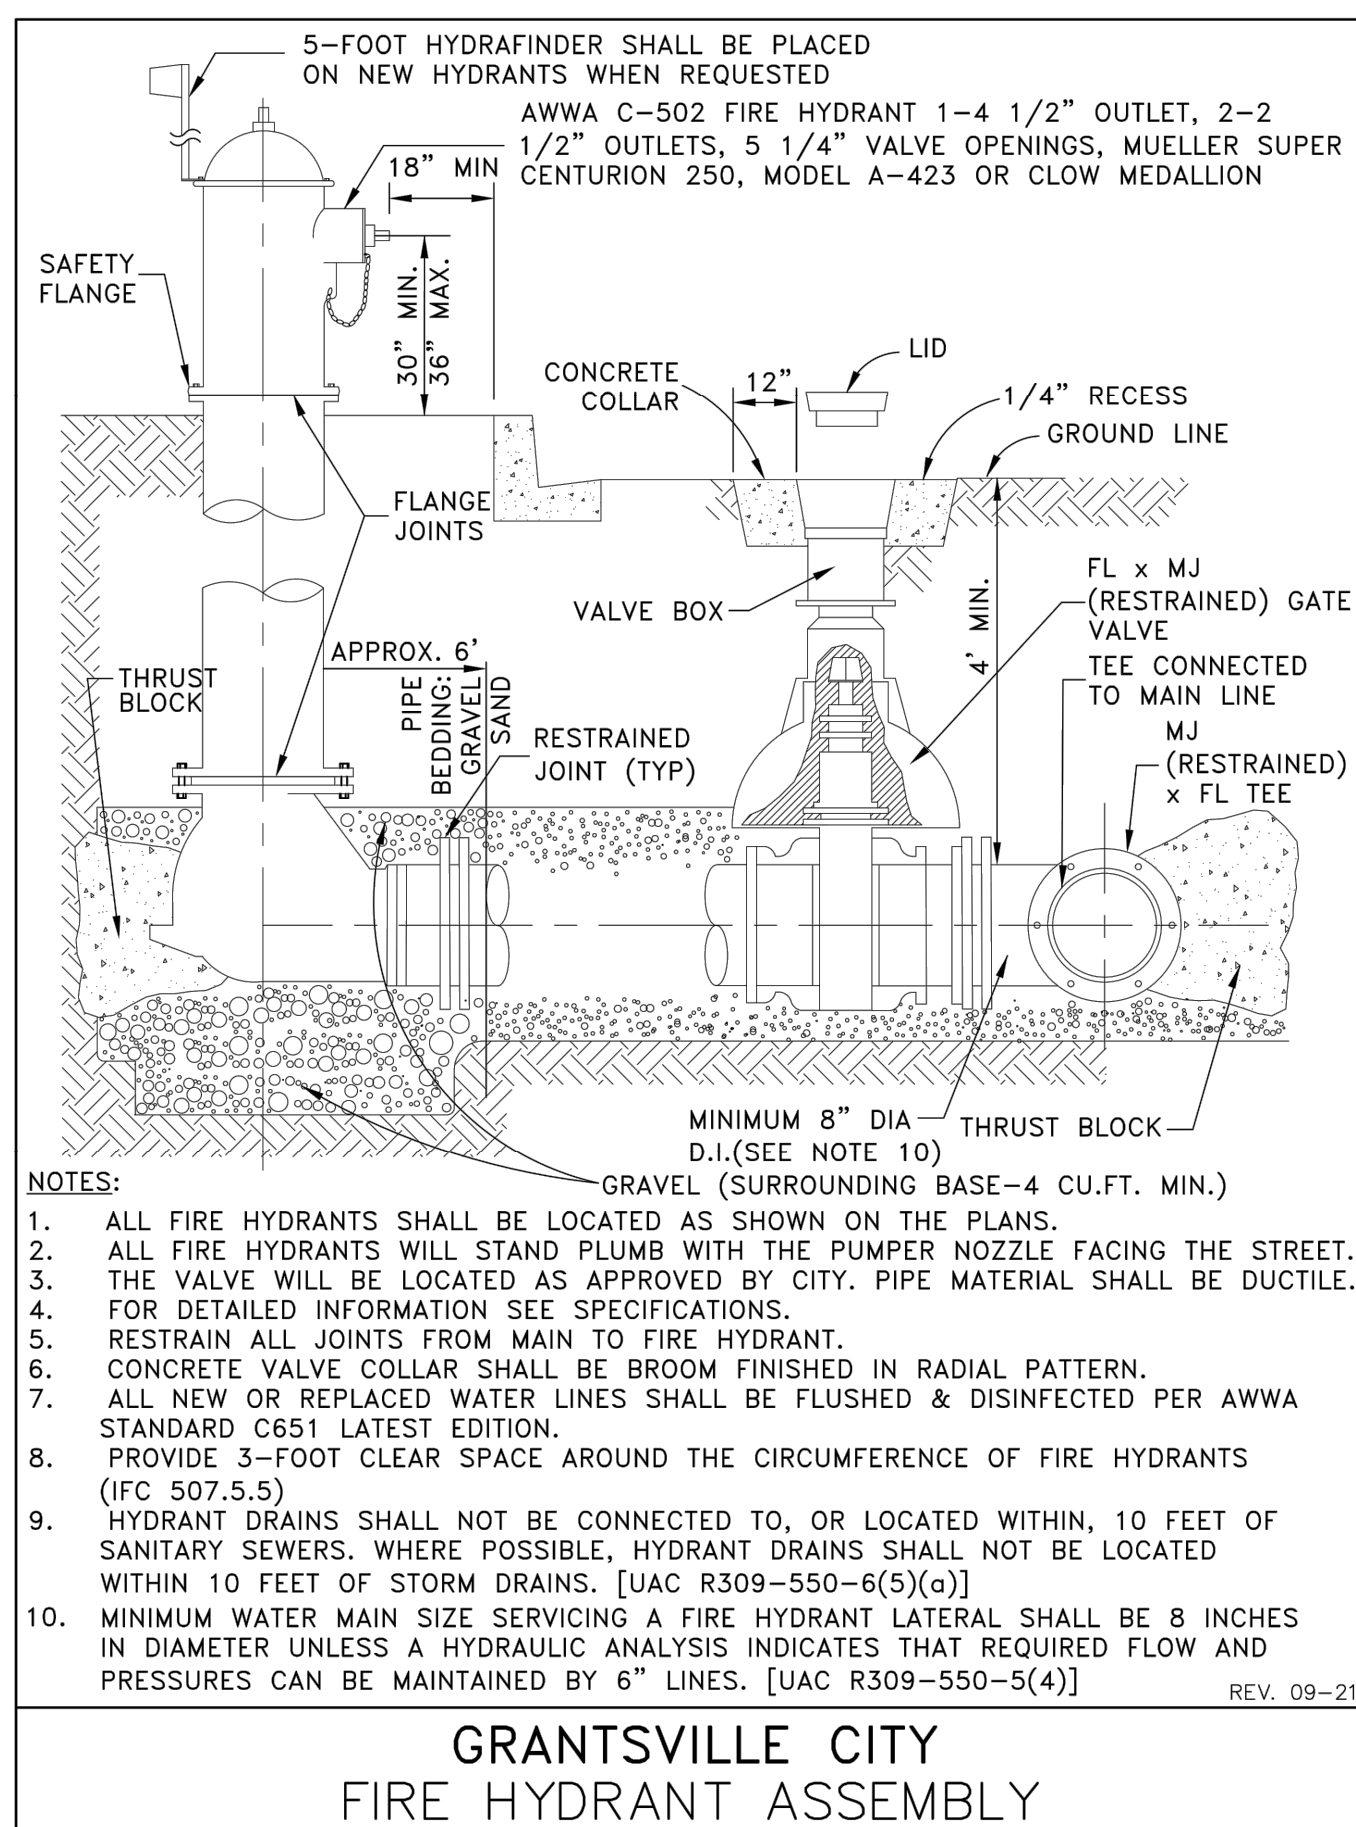 5-FOOT HYDRAFINDER SHALL BE PLACED
ON NEW HYDRANTS WHEN REQUESTED
AWWA C-502 FIRE HYDRANT 1-4 1/2" OUTLET, 2-2
1/2" OUTLETS, 5 1/4" VALVE OPENINGS, MUELLER SUPER
CENTURION 250, MODEL A-423 OR CLOW MEDALLION
18" MIN
SAFETY
FLANGE
30" MIN.
36" MAX.
LID
CONCRETE
COLLAR
12"
1/4" RECESS
GROUND LINE
FLANGE
JOINTS
VALVE BOX
4' MIN.
FL x MJ
(RESTRAINED) GATE
VALVE
TEE CONNECTED
TO MAIN LINE
MJ
(RESTRAINED)
x FL TEE
APPROX. 6'
THRUST
BLOCK
PIPE
BEDDING:
GRAVEL
SAND
RESTRAINED
JOINT (TYP)
MINIMUM 8" DIA
D.I.(SEE NOTE 10)
THRUST BLOCK
GRAVEL (SURROUNDING BASE-4 CU.FT. MIN.)
NOTES:
1. ALL FIRE HYDRANTS SHALL BE LOCATED AS SHOWN ON THE PLANS.
2. ALL FIRE HYDRANTS WILL STAND PLUMB WITH THE PUMPER NOZZLE FACING THE STREET.
3. THE VALVE WILL BE LOCATED AS APPROVED BY CITY. PIPE MATERIAL SHALL BE DUCTILE.
4. FOR DETAILED INFORMATION SEE SPECIFICATIONS.
5. RESTRAIN ALL JOINTS FROM MAIN TO FIRE HYDRANT.
6. CONCRETE VALVE COLLAR SHALL BE BROOM FINISHED IN RADIAL PATTERN.
7. ALL NEW OR REPLACED WATER LINES SHALL BE FLUSHED & DISINFECTED PER AWWA
STANDARD C651 LATEST EDITION.
8. PROVIDE 3-FOOT CLEAR SPACE AROUND THE CIRCUMFERENCE OF FIRE HYDRANTS
(IFC 507.5.5)
9. HYDRANT DRAINS SHALL NOT BE CONNECTED TO, OR LOCATED WITHIN, 10 FEET OF
SANITARY SEWERS. WHERE POSSIBLE, HYDRANT DRAINS SHALL NOT BE LOCATED
WITHIN 10 FEET OF STORM DRAINS. [UAC R309-550-6(5)(a)]
10. MINIMUM WATER MAIN SIZE SERVICING A FIRE HYDRANT LATERAL SHALL BE 8 INCHES
IN DIAMETER UNLESS A HYDRAULIC ANALYSIS INDICATES THAT REQUIRED FLOW AND
PRESSURES CAN BE MAINTAINED BY 6" LINES. [UAC R309-550-5(4)]
REV. 09-21
GRANTSVILLE CITY
FIRE HYDRANT ASSEMBLY